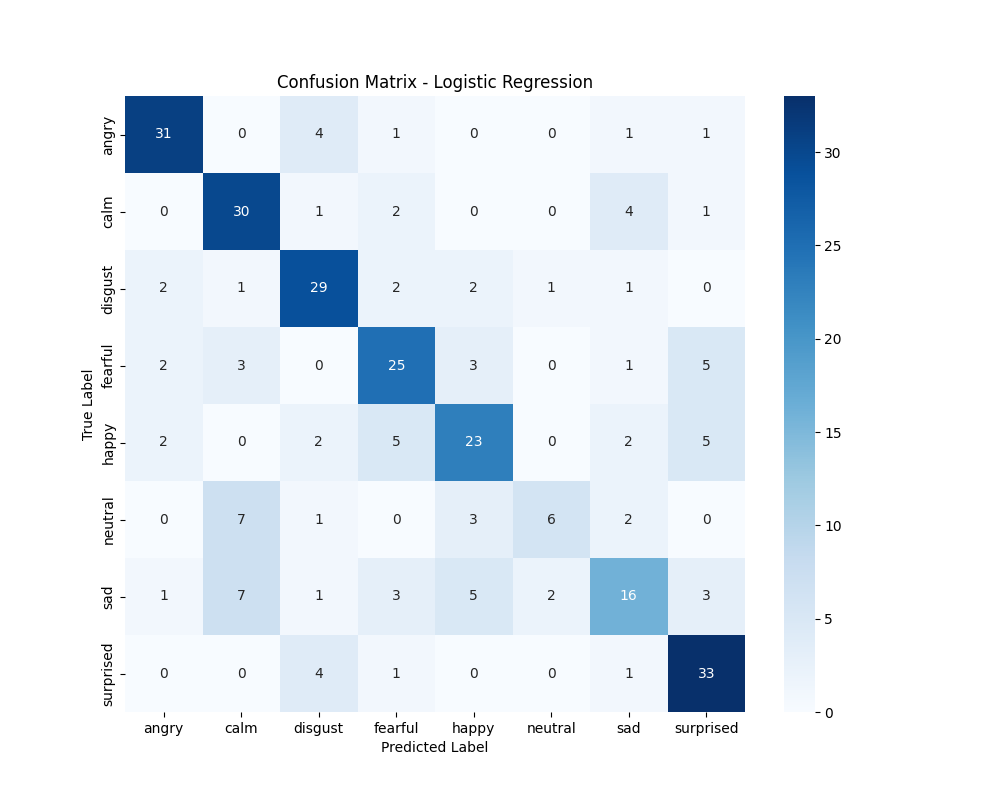 Confusion Matrix - Logistic Regression
True Label
angry 31 0 4 1 0 0 1 1
calm 0 30 1 2 0 0 4 1
disgust 2 1 29 2 2 1 1 0
fearful 2 3 0 25 3 0 1 5
happy 2 0 2 5 23 0 2 5
neutral 0 7 1 0 3 6 2 0
sad 1 7 1 3 5 2 16 3
surprised 0 0 4 1 0 0 1 33
angry calm disgust fearful happy neutral sad surprised
Predicted Label
30
25
20
15
10
5
0